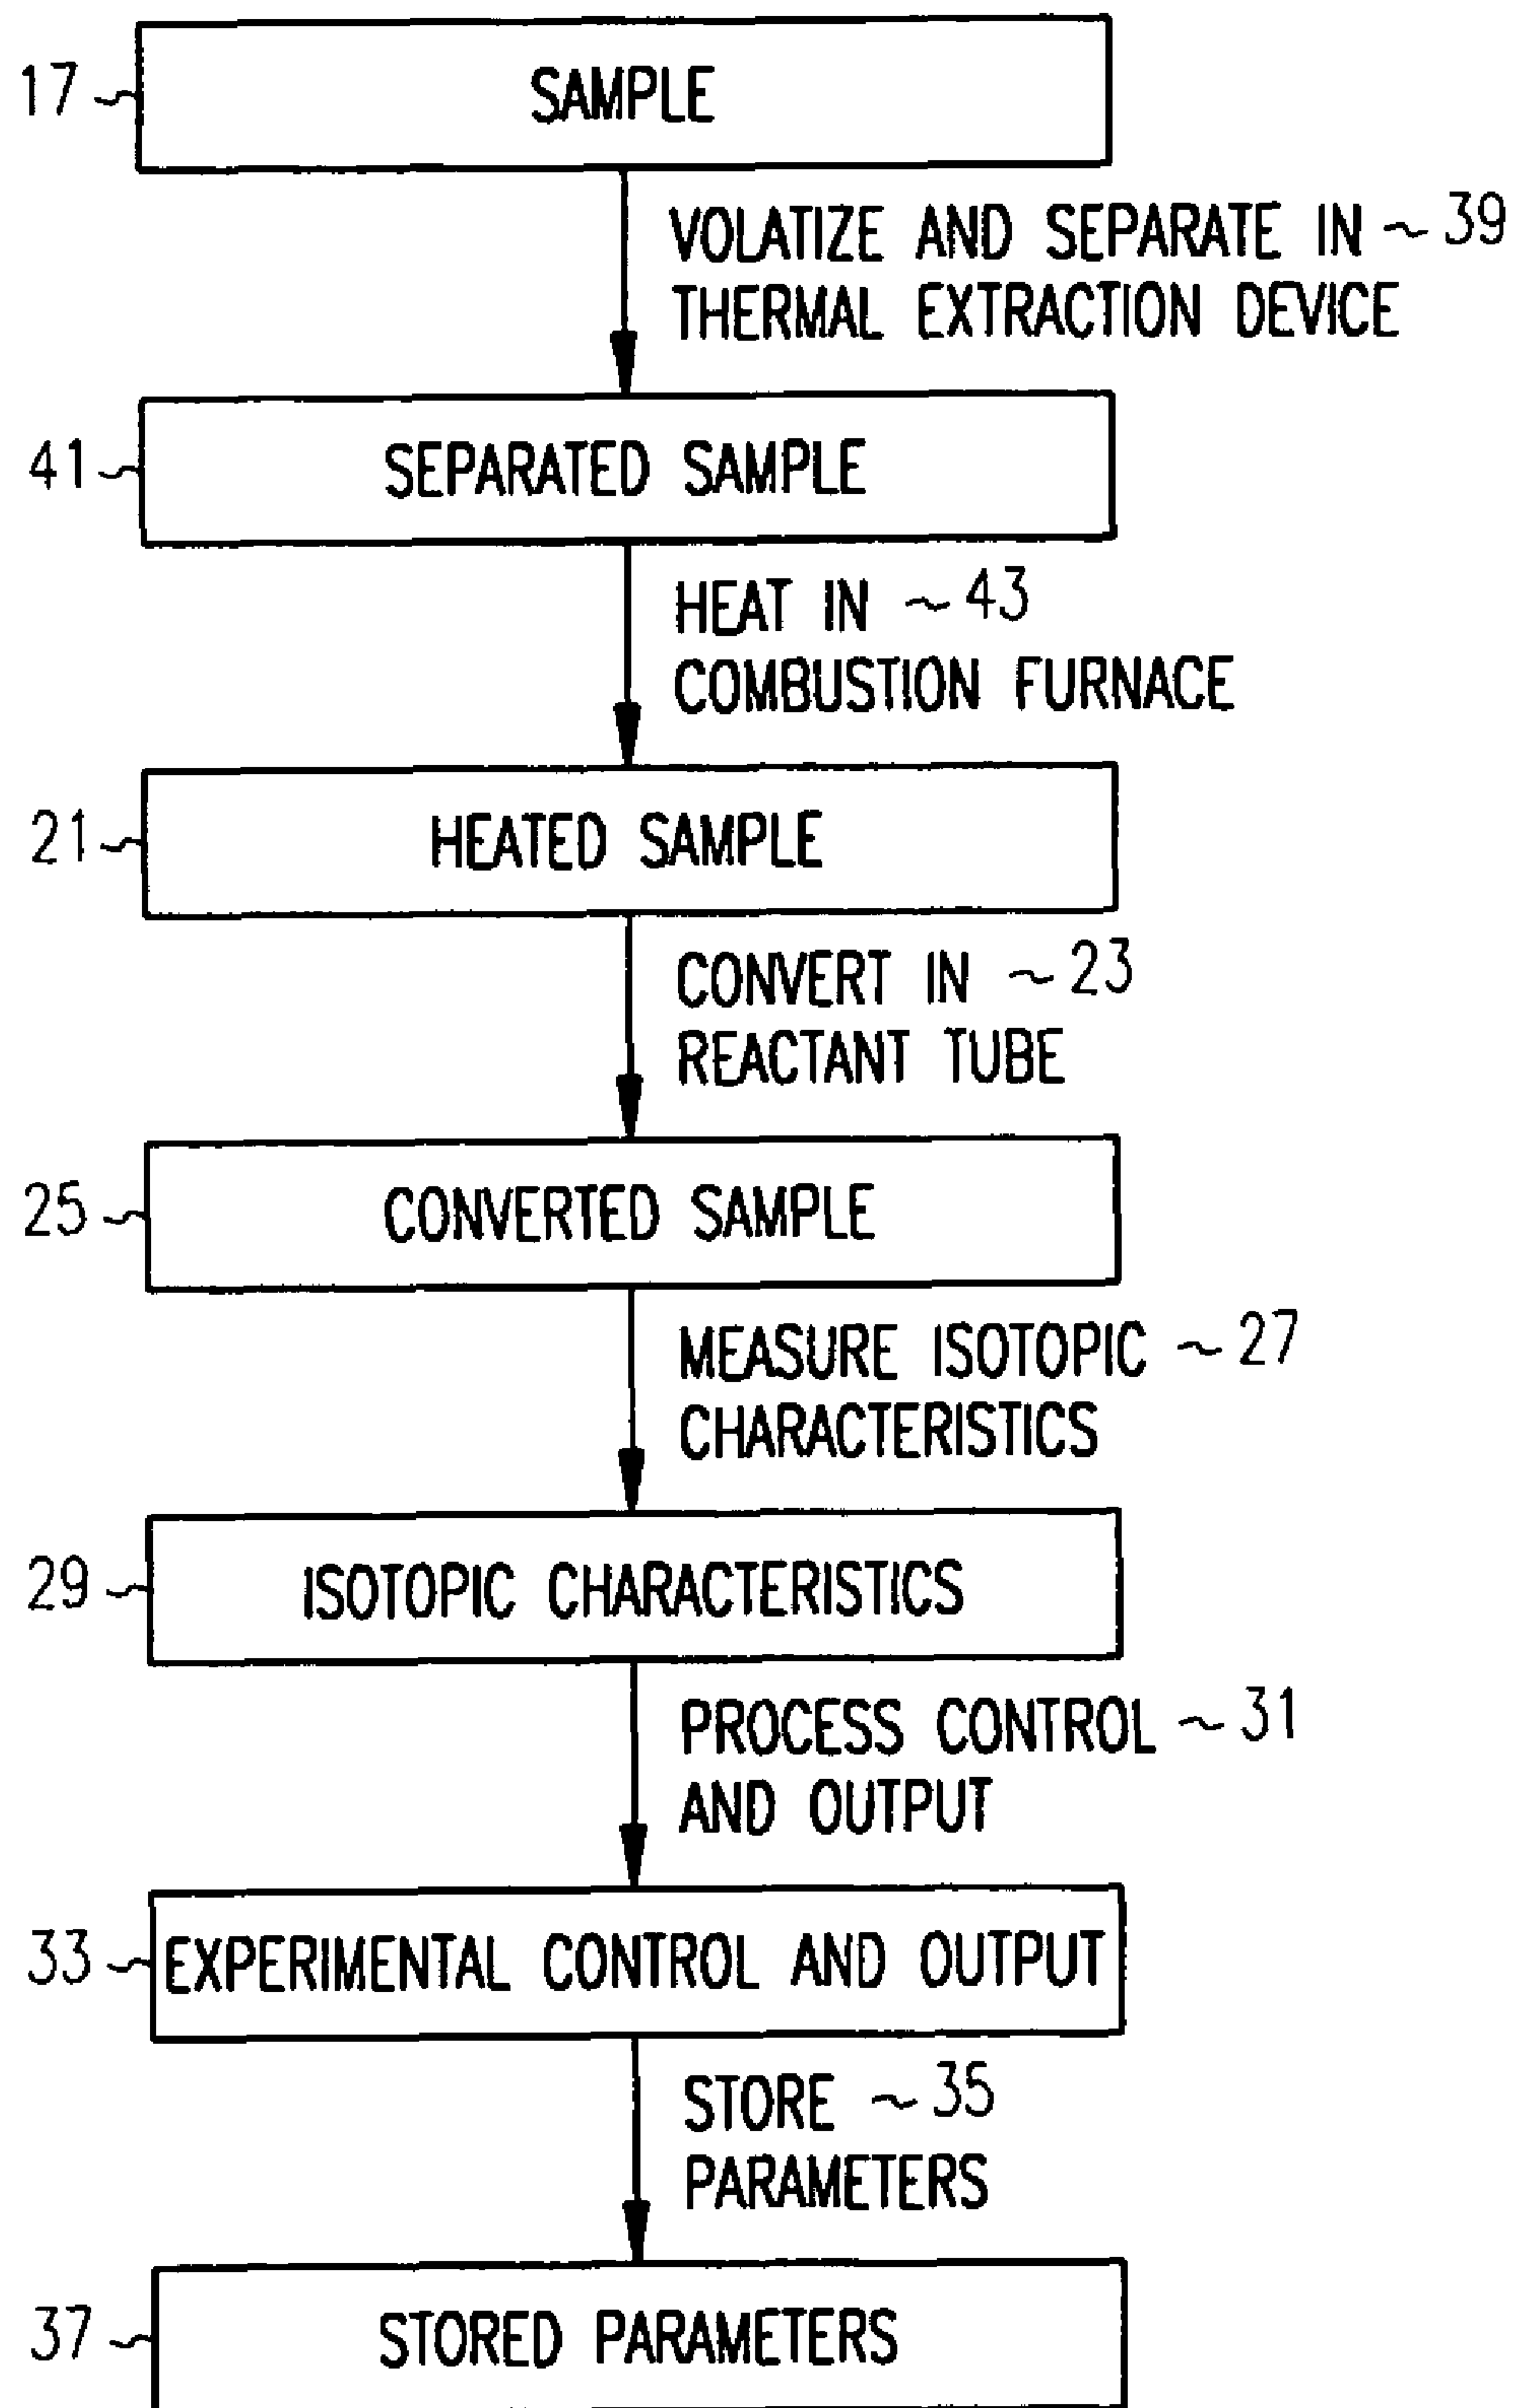 17 SAMPLE
VOLATIZE AND SEPARATE IN ~39
THERMAL EXTRACTION DEVICE
41 SEPARATED SAMPLE
HEAT IN ~43
COMBUSTION FURNACE
21 HEATED SAMPLE
CONVERT IN ~23
REACTANT TUBE
25 CONVERTED SAMPLE
MEASURE ISOTOPIC ~27
CHARACTERISTICS
29 ISOTOPIC CHARACTERISTICS
PROCESS CONTROL ~31
AND OUTPUT
33 EXPERIMENTAL CONTROL AND OUTPUT
STORE ~35
PARAMETERS
37 STORED PARAMETERS